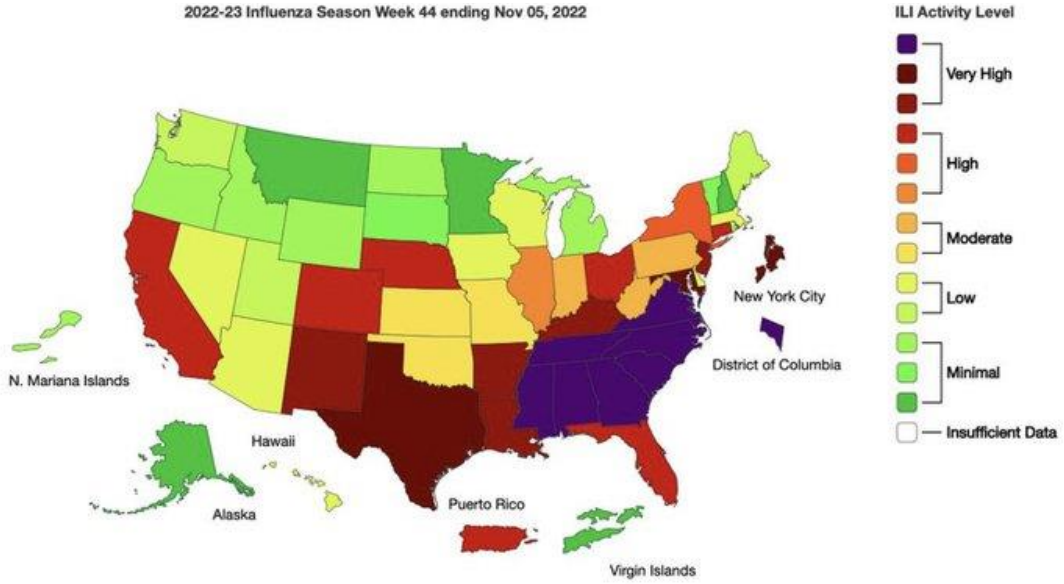 2022-23 Influenza Season Week 44 ending Nov 05, 2022
ILI Activity Level
Very High
High
Moderate
Low
Minimal
Insufficient Data
New York City
District of Columbia
N. Mariana Islands
Hawaii
Alaska
Puerto Rico
Virgin Islands